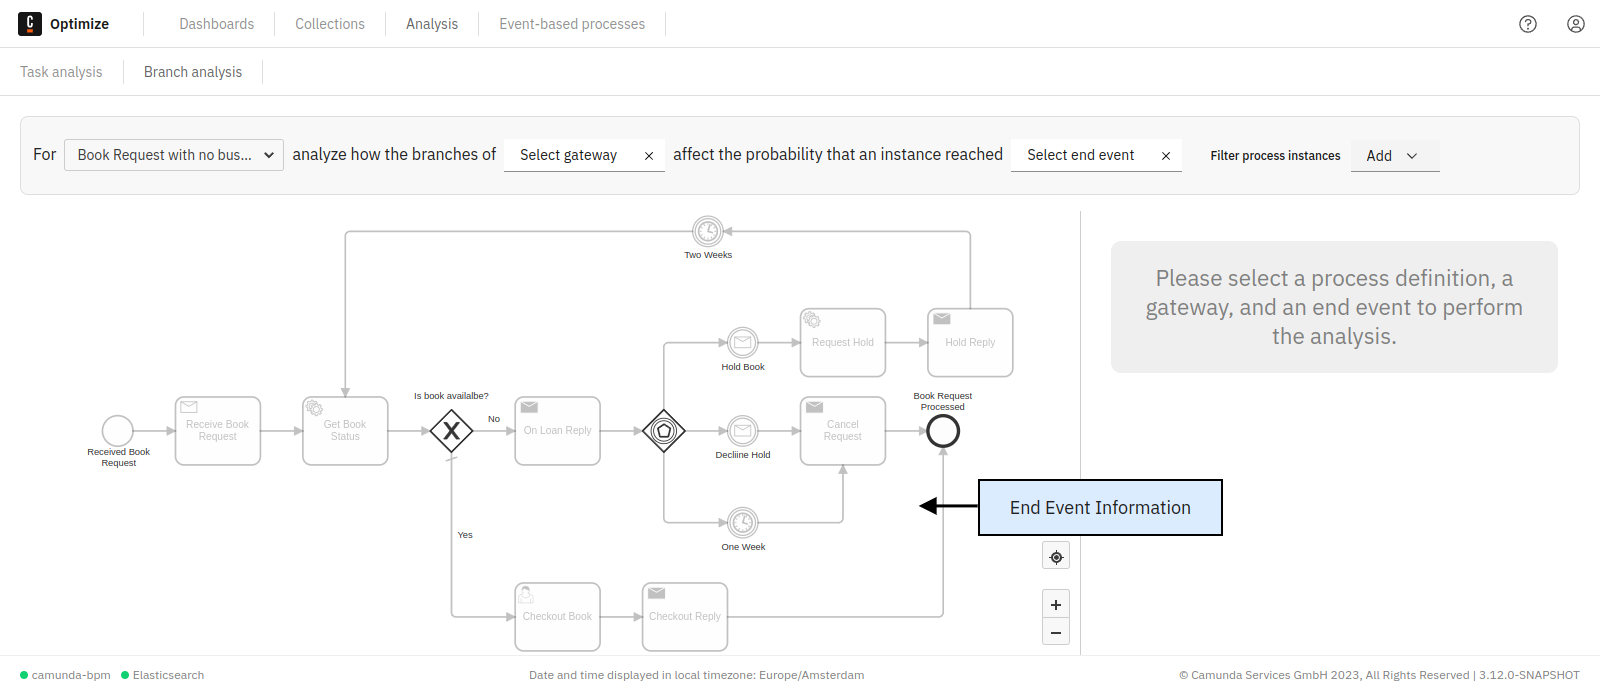 Optimize
Dashboards
Collections
Analysis
Event-based processes
Task analysis
Branch analysis
For
Book Request with no bus...
analyze how the branches of
Select gateway
affect the probability that an instance reached
Select end event
Filter process instances
Add
Two Weeks
Please select a process definition, a
gateway, and an end event to perform
the analysis.
Hold Book
Request Hold
Hold Reply
Received Book
Request
Receive Book
Request
Get Book
Status
Is book availalbe?
No
On Loan Reply
Decliine Hold
Cancel
Request
Book Request
Processed
End Event Information
One Week
Yes
Checkout Book
Checkout Reply
camunda-bpm
Elasticsearch
Date and time displayed in local timezone: Europe/Amsterdam
© Camunda Services GmbH 2023, All Rights Reserved | 3.12.0-SNAPSHOT